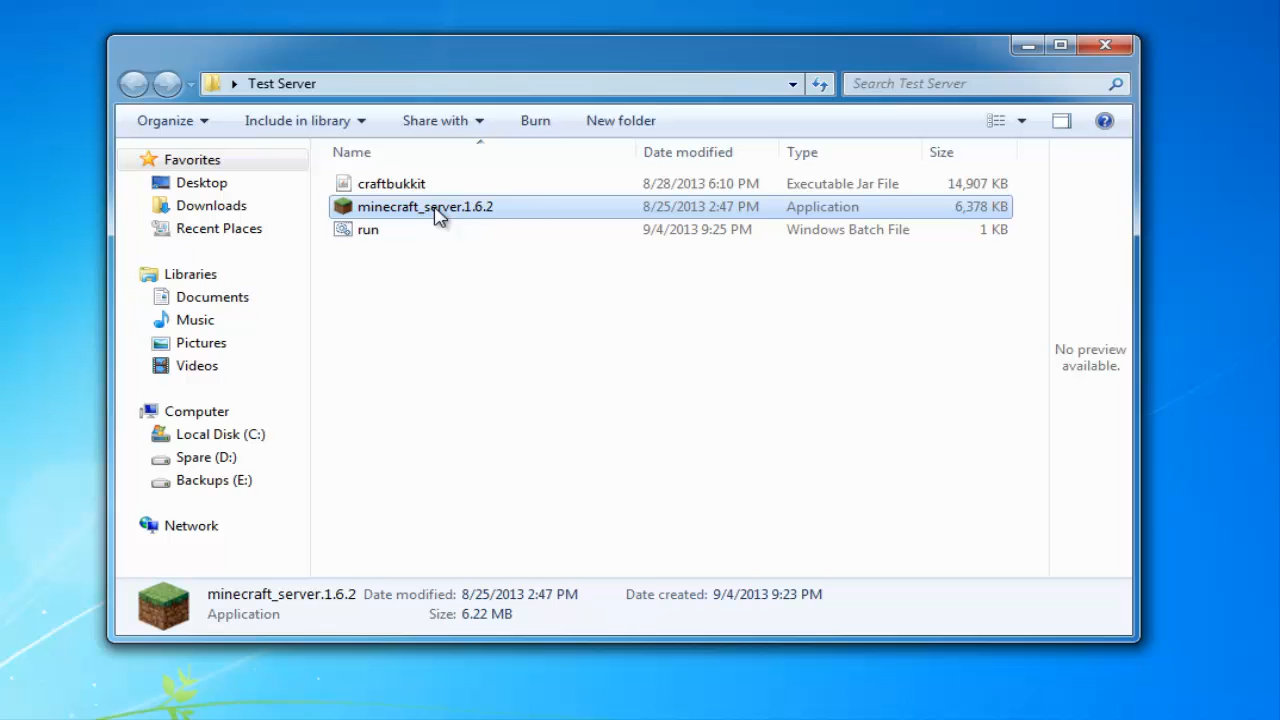 Test Server
Search Test Server
Organize Include in library Share with Burn New folder
Favorites
Desktop
Downloads
Recent Places
Libraries
Documents
Music
Pictures
Videos
Computer
Local Disk (C:)
Spare (D:)
Backups (E:)
Network
Name Date modified Type Size
craftbukkit 8/28/2013 6:10 PM Executable Jar File 14,907 KB
minecraft_server.1.6.2 8/25/2013 2:47 PM Application 6,378 KB
run 9/4/2013 9:25 PM Windows Batch File 1 KB
No preview
available.
minecraft_server.1.6.2 Date modified: 8/25/2013 2:47 PM Date created: 9/4/2013 9:23 PM
Application Size: 6.22 MB